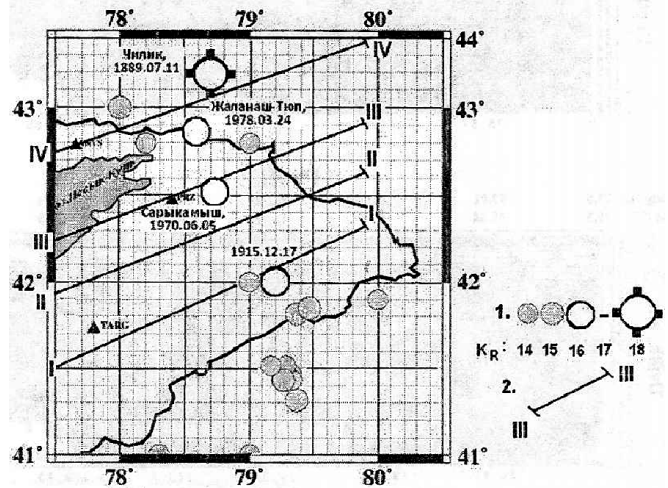 78° 79° 80°
44°
Чилик,
1889.07.11
IV
43° 43°
Жаланаш-Тюп,
1978.03.24
III
IV
II
PRZ
Сарыкамыш,
1970.06.05
III
I
1915.12.17
II
42° 42°
TARG
I
41° 41°
78° 79° 80°
1.
K_R: 14 15 16 17 18
2.
III
III